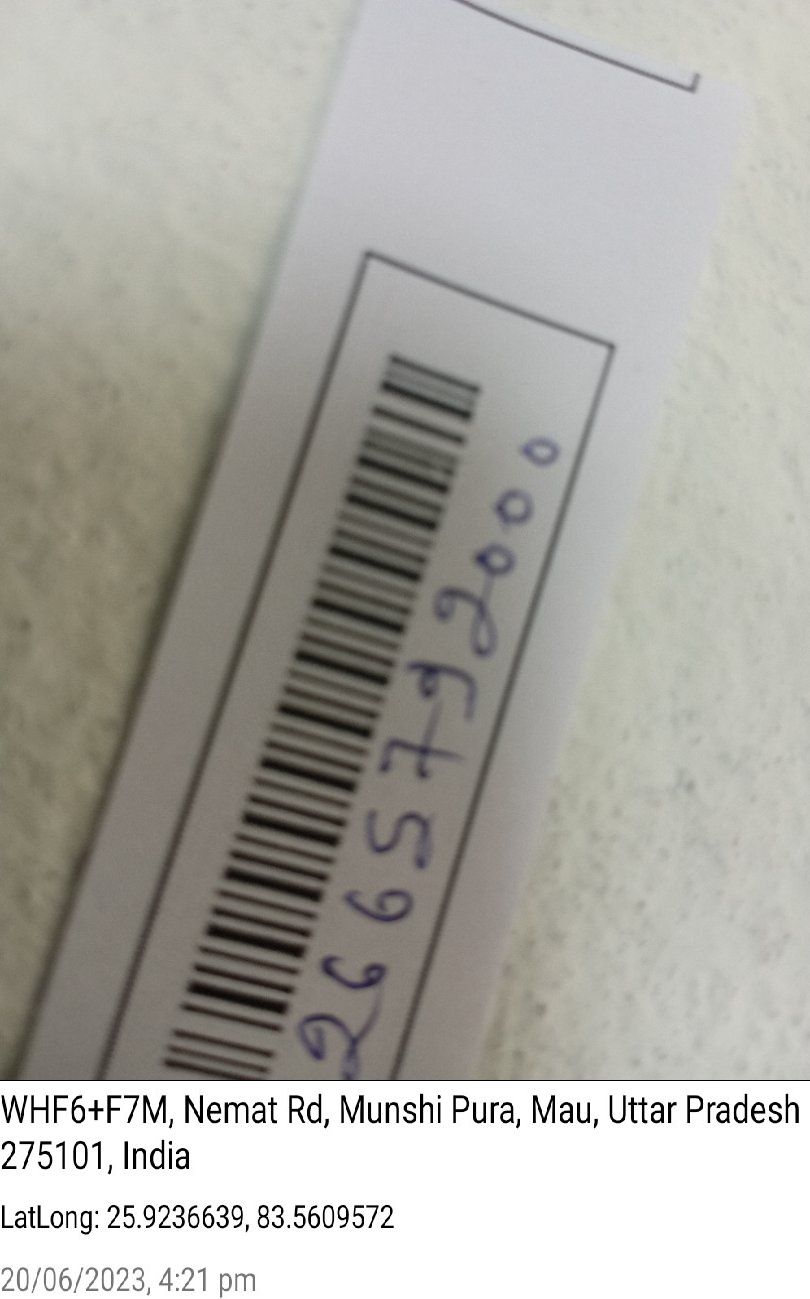 2665792000
WHF6+F7M, Nemat Rd, Munshi Pura, Mau, Uttar Pradesh
275101, India
LatLong: 25.9236639, 83.5609572
20/06/2023, 4:21 pm